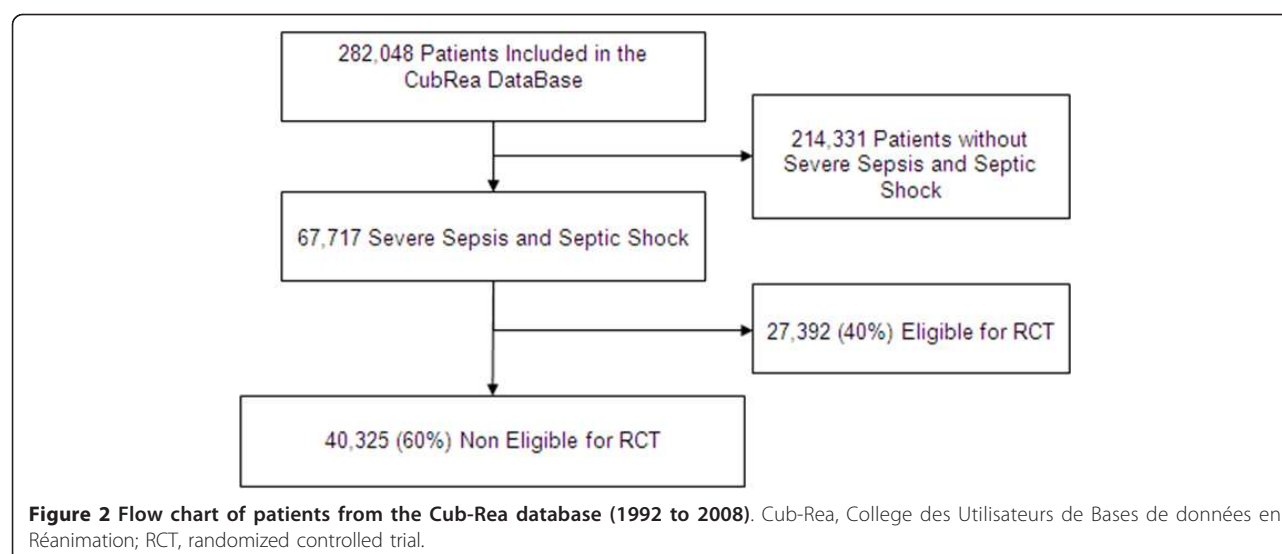 282,048 Patients Included in the
CubRea DataBase
214,331 Patients without
Severe Sepsis and Septic
Shock
67,717 Severe Sepsis and Septic Shock
27,392 (40%) Eligible for RCT
40,325 (60%) Non Eligible for RCT
Figure 2 Flow chart of patients from the Cub-Rea database (1992 to 2008). Cub-Rea, College des Utilisateurs de Bases de données en
Réanimation; RCT, randomized controlled trial.